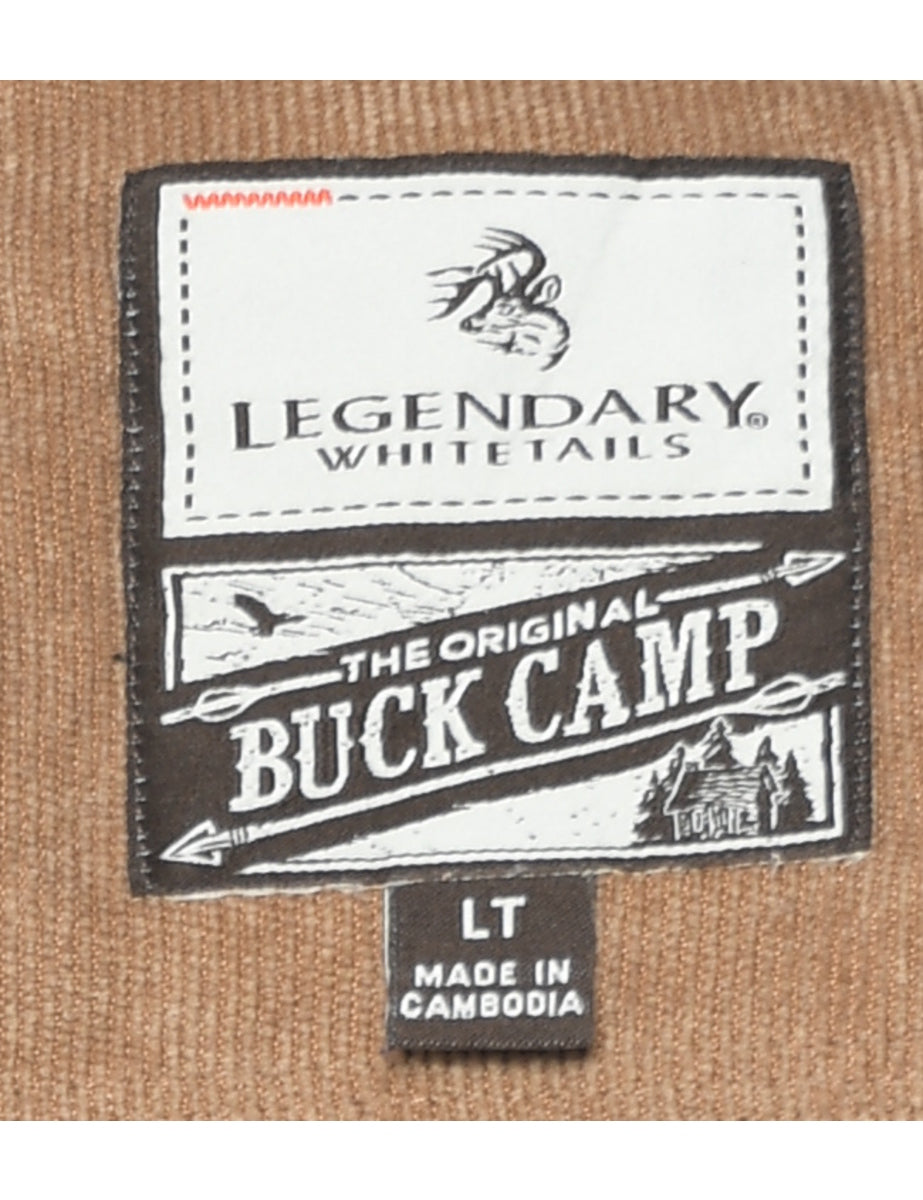 LEGENDARY®
WHITETAILS
THE ORIGINAL
BUCK CAMP
LT
MADE IN
CAMBODIA